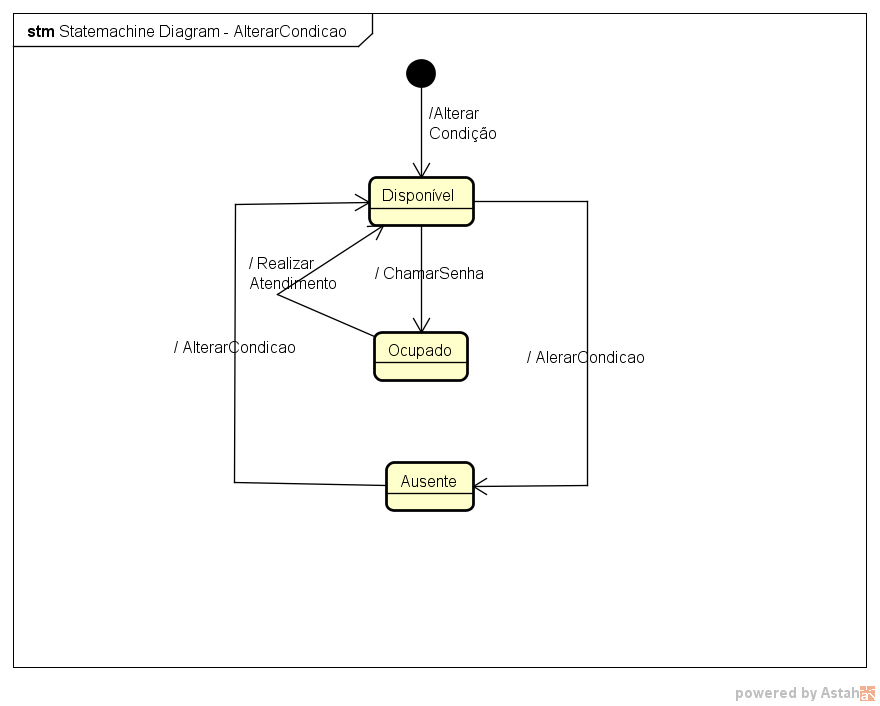 stm Statemachine Diagram - AlterarCondicao
/Alterar
Condição
Disponível
/ Realizar
Atendimento
/ ChamarSenha
/ AlterarCondicao
Ocupado
/ AlerarCondicao
Ausente
powered by Astah